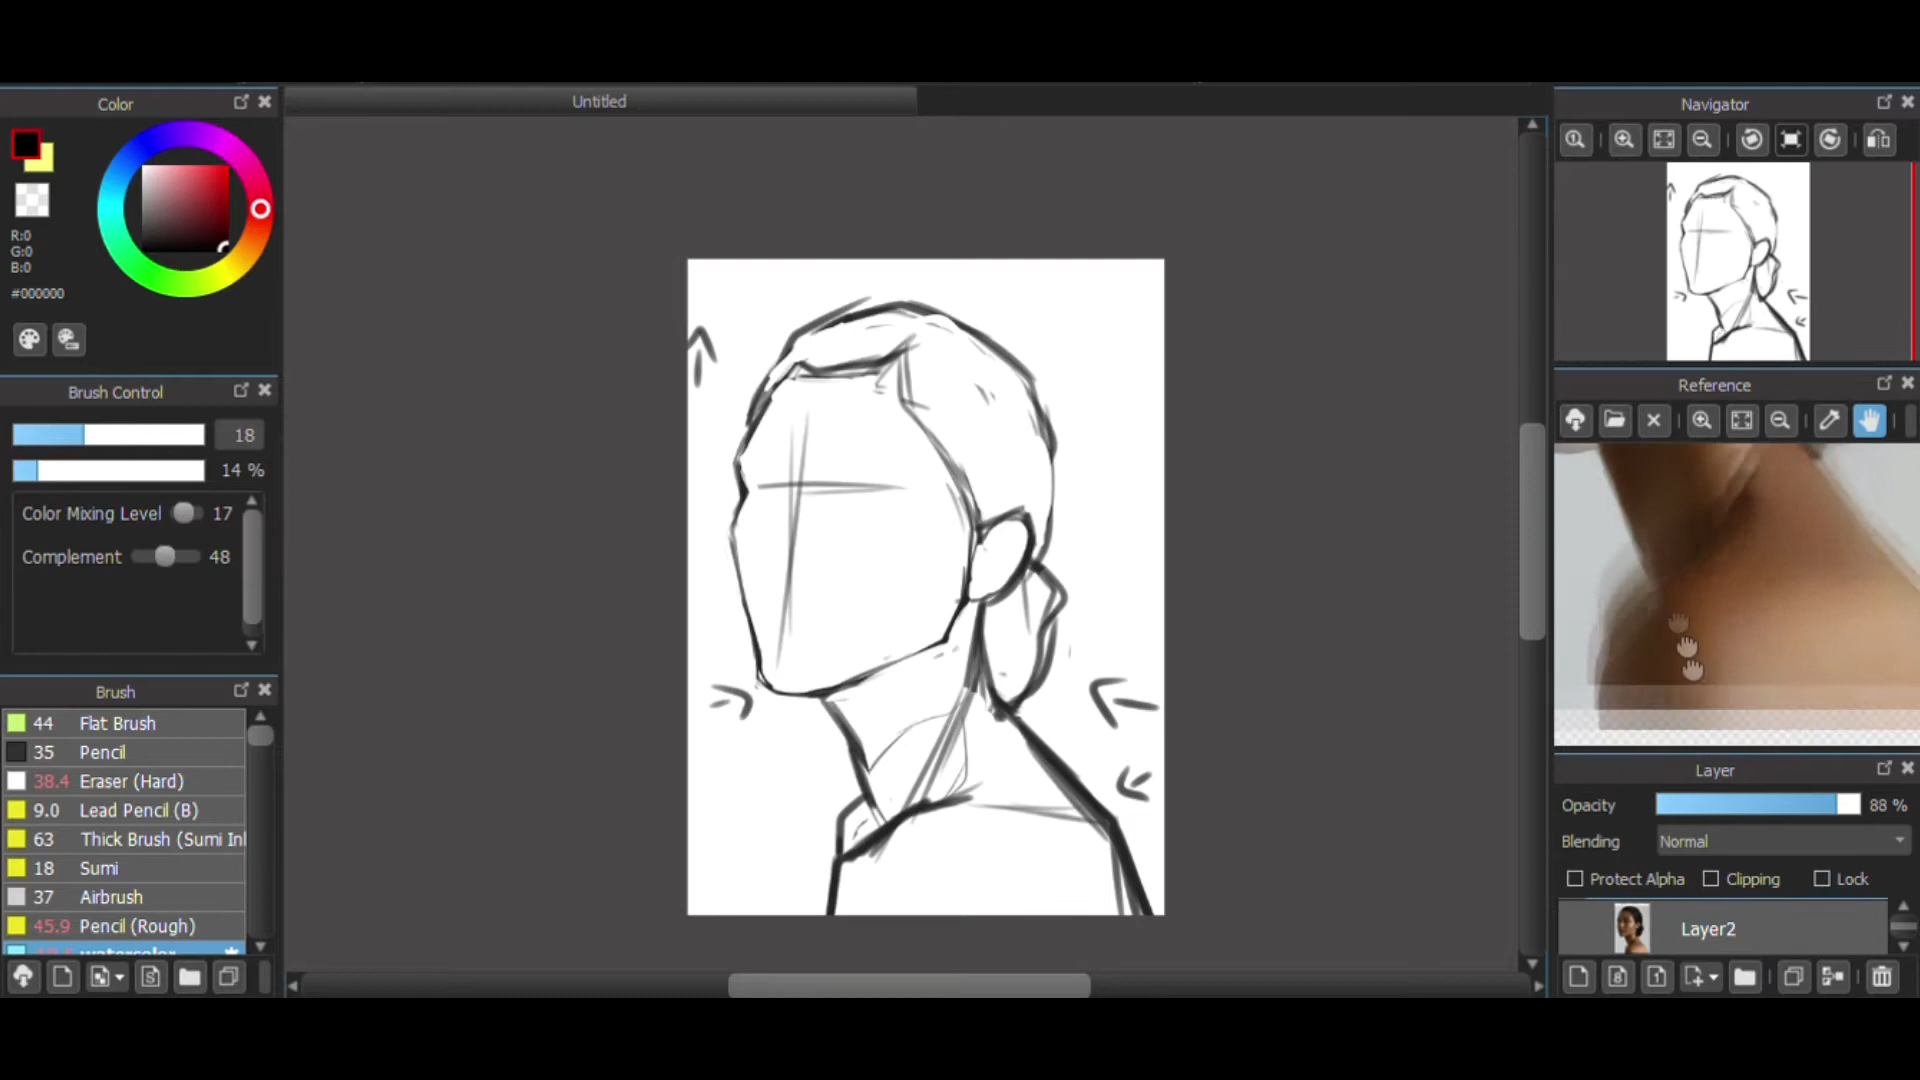 Color
Untitled
Navigator
R:0
G:0
B:0
#000000
Brush Control
18
14 %
Color Mixing Level 17
Complement 48
Reference
Brush
44 Flat Brush
35 Pencil
38.4 Eraser (Hard)
9.0 Lead Pencil (B)
63 Thick Brush (Sumi Inl
18 Sumi
37 Airbrush
45.9 Pencil (Rough)
watercolor
Layer
Opacity 88 %
Blending Normal
Protect Alpha Clipping Lock
Layer2